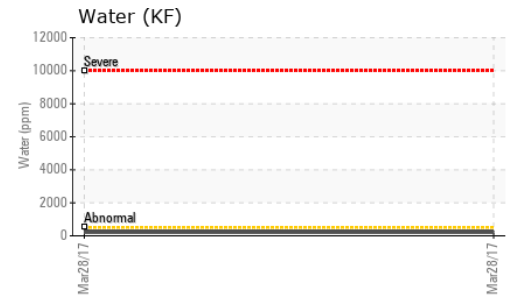 Water (KF)
12000
Severe
10000
8000
Water (ppm)
6000
4000
2000
Abnormal
0
Mar28/17
Mar28/17